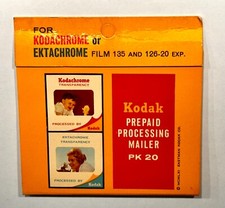 FOR
KODACHROME or
EKTACHROME FILM 135 AND 126-20 EXP.
Kodachrome
TRANSPARENCY
PROCESSED BY
Kodak
EKTACHROME
TRANSPARENCY
PROCESSED BY
Kodak
Kodak
PREPAID
PROCESSING
MAILER
PK 20